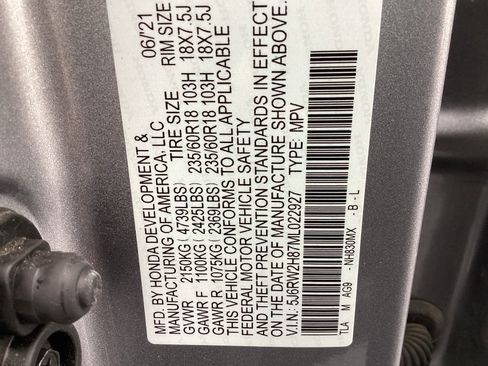 MFD. BY HONDA DEVELOPMENT & 06/'21
MANUFACTURING OF AMERICA, LLC
TIRE SIZE RIM SIZE
GVWR 2150KG (4739LBS)
GAWR F 1100KG (2425LBS) 235/60R18 103H 18X7.5J
GAWR R 1075KG (2369LBS) 235/60R18 103H 18X7.5J
THIS VEHICLE CONFORMS TO ALL APPLICABLE
FEDERAL MOTOR VEHICLE SAFETY
AND THEFT PREVENTION STANDARDS IN EFFECT
ON THE DATE OF MANUFACTURE SHOWN ABOVE.
V.I.N.: 5J8RW2H87ML022927 TYPE: MPV
TLA M AG9 - NH830MX - B - L